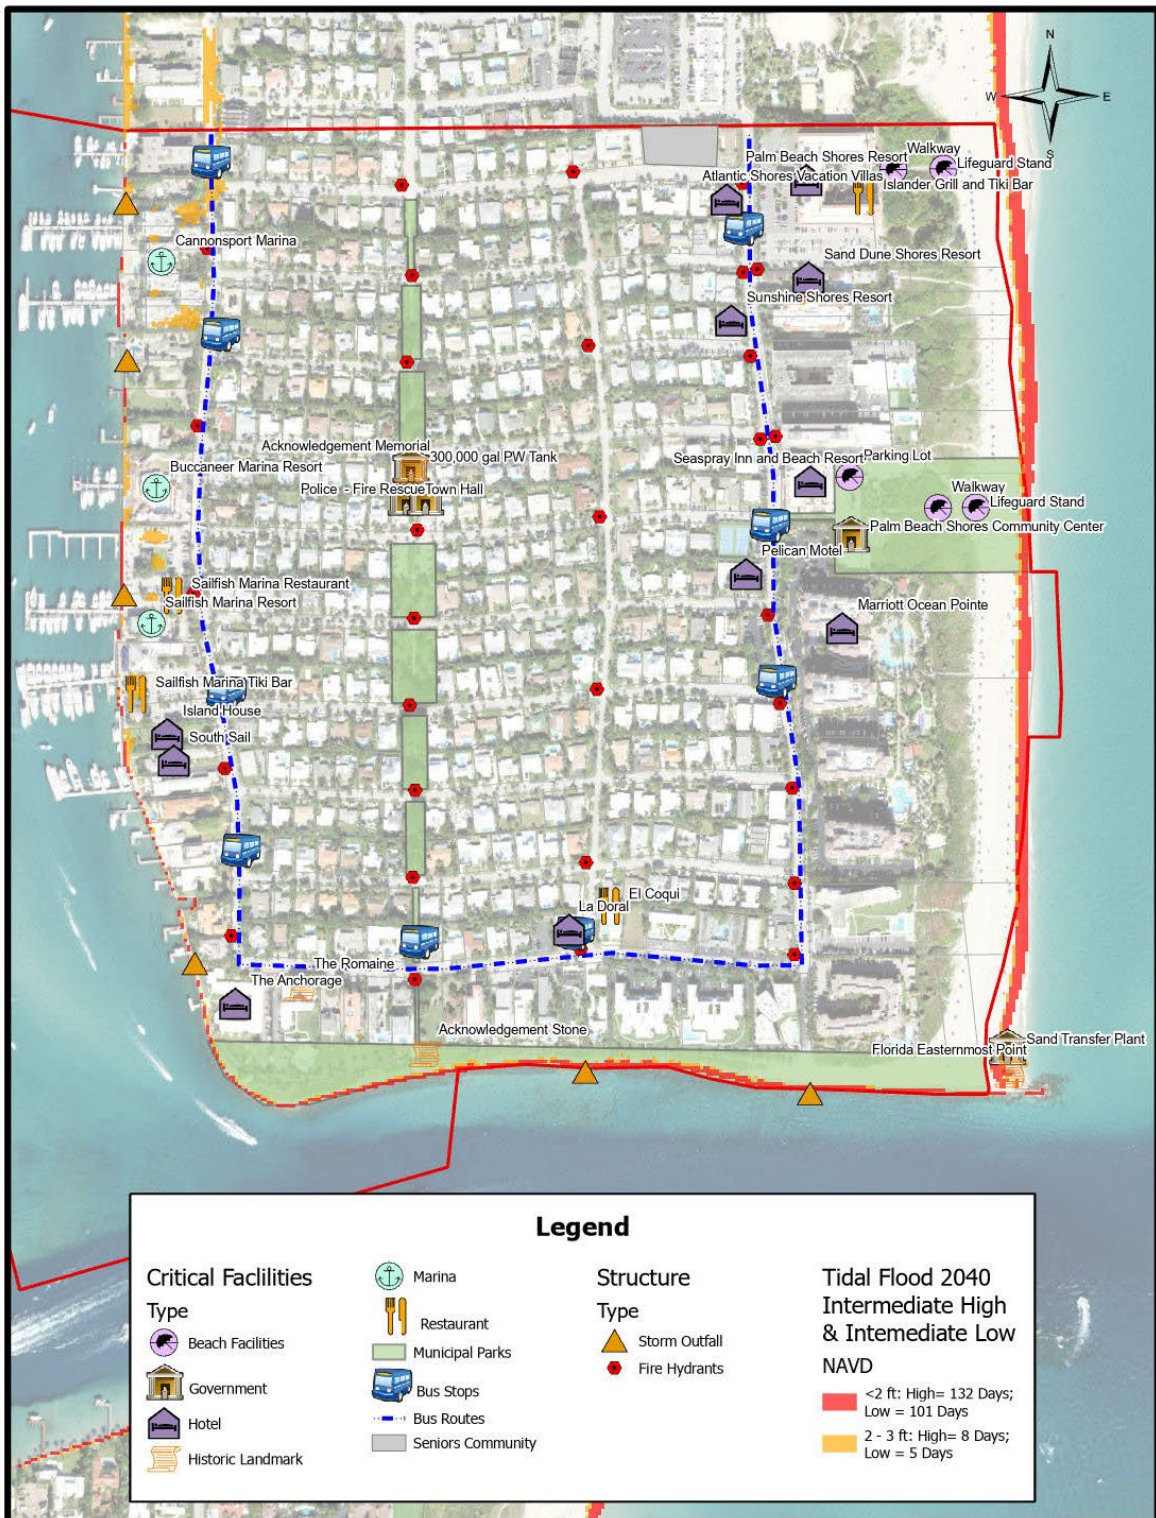 N
W E
S
Walkway
Palm Beach Shores Resort
Lifeguard Stand
Atlantic Shores Vacation Villas
Islander Grill and Tiki Bar
Cannonsport Marina
Sand Dune Shores Resort
Sunshine Shores Resort
Acknowledgement Memorial
300,000 gal PW Tank
Seaspray Inn and Beach Resort
Parking Lot
Buccaneer Marina Resort
Police - Fire Rescue
Town Hall
Walkway
Lifeguard Stand
Palm Beach Shores Community Center
Pelican Motel
Sailfish Marina Restaurant
Sailfish Marina Resort
Marriott Ocean Pointe
Sailfish Marina Tiki Bar
Island House
South Sail
El Coqui
La Doral
The Romaine
The Anchorage
Acknowledgement Stone
Sand Transfer Plant
Florida Easternmost Point
Legend
Critical Faclilities
Type
Beach Facilities
Government
Hotel
Historic Landmark
Marina
Restaurant
Municipal Parks
Bus Stops
Bus Routes
Seniors Community
Structure
Type
Storm Outfall
Fire Hydrants
Tidal Flood 2040
Intermediate High
& Intemediate Low
NAVD
<2 ft: High= 132 Days;
Low = 101 Days
2 - 3 ft: High= 8 Days;
Low = 5 Days